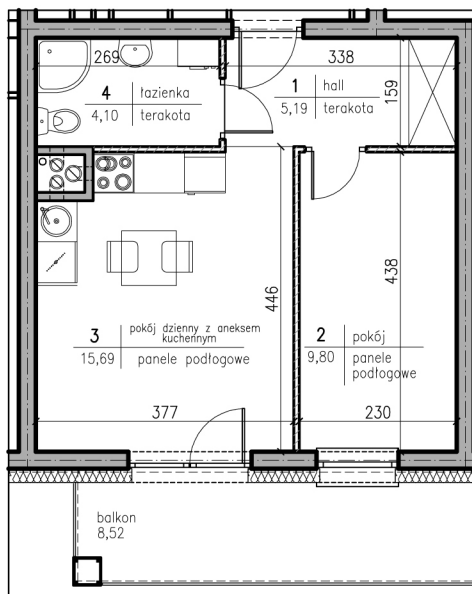 269
338
4 łazienka
4,10 terakota
1 hall
5,19 terakota
159
446
438
3 pokój dzienny z aneksem
kuchennym
15,69 panele podłogowe
2 pokój
9,80 panele
podłogowe
377
230
balkon
8,52